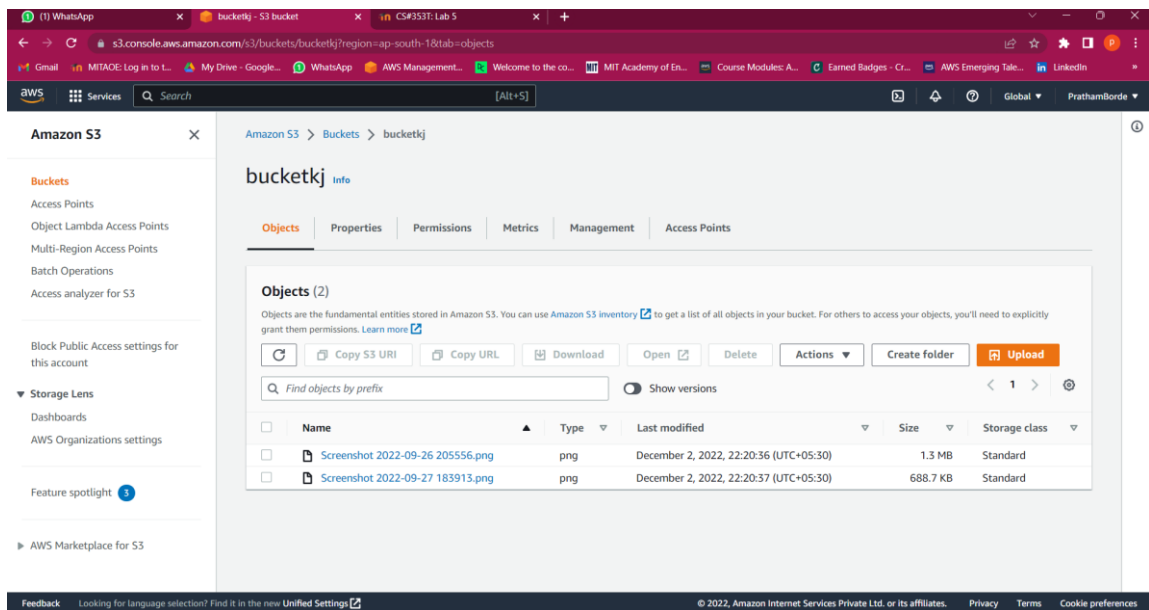 (1) WhatsApp
bucketkj - S3 bucket
CS#353T: Lab 5
s3.console.aws.amazon.com/s3/buckets/bucketkj?region=ap-south-1&tab=objects
Gmail
MITAOE: Log in to t...
My Drive - Google...
WhatsApp
AWS Management...
Welcome to the co...
MIT Academy of En...
Course Modules: A...
Earned Badges - Cr...
AWS Emerging Tale...
LinkedIn
aws
Services
Search
[Alt+S]
Global
PrathamBorde
Amazon S3
Buckets
Access Points
Object Lambda Access Points
Multi-Region Access Points
Batch Operations
Access analyzer for S3
Block Public Access settings for
this account
Storage Lens
Dashboards
AWS Organizations settings
Feature spotlight 3
AWS Marketplace for S3
Amazon S3 > Buckets > bucketkj
bucketkj Info
Objects
Properties
Permissions
Metrics
Management
Access Points
Objects (2)
Objects are the fundamental entities stored in Amazon S3. You can use Amazon S3 inventory to get a list of all objects in your bucket. For others to access your objects, you'll need to explicitly
grant them permissions. Learn more
Copy S3 URI
Copy URL
Download
Open
Delete
Actions
Create folder
Upload
Find objects by prefix
Show versions
1
Name Type Last modified Size Storage class
Screenshot 2022-09-26 205556.png png December 2, 2022, 22:20:36 (UTC+05:30) 1.3 MB Standard
Screenshot 2022-09-27 183913.png png December 2, 2022, 22:20:37 (UTC+05:30) 688.7 KB Standard
Feedback
Looking for language selection? Find it in the new Unified Settings
© 2022, Amazon Internet Services Private Ltd. or its affiliates.
Privacy
Terms
Cookie preferences